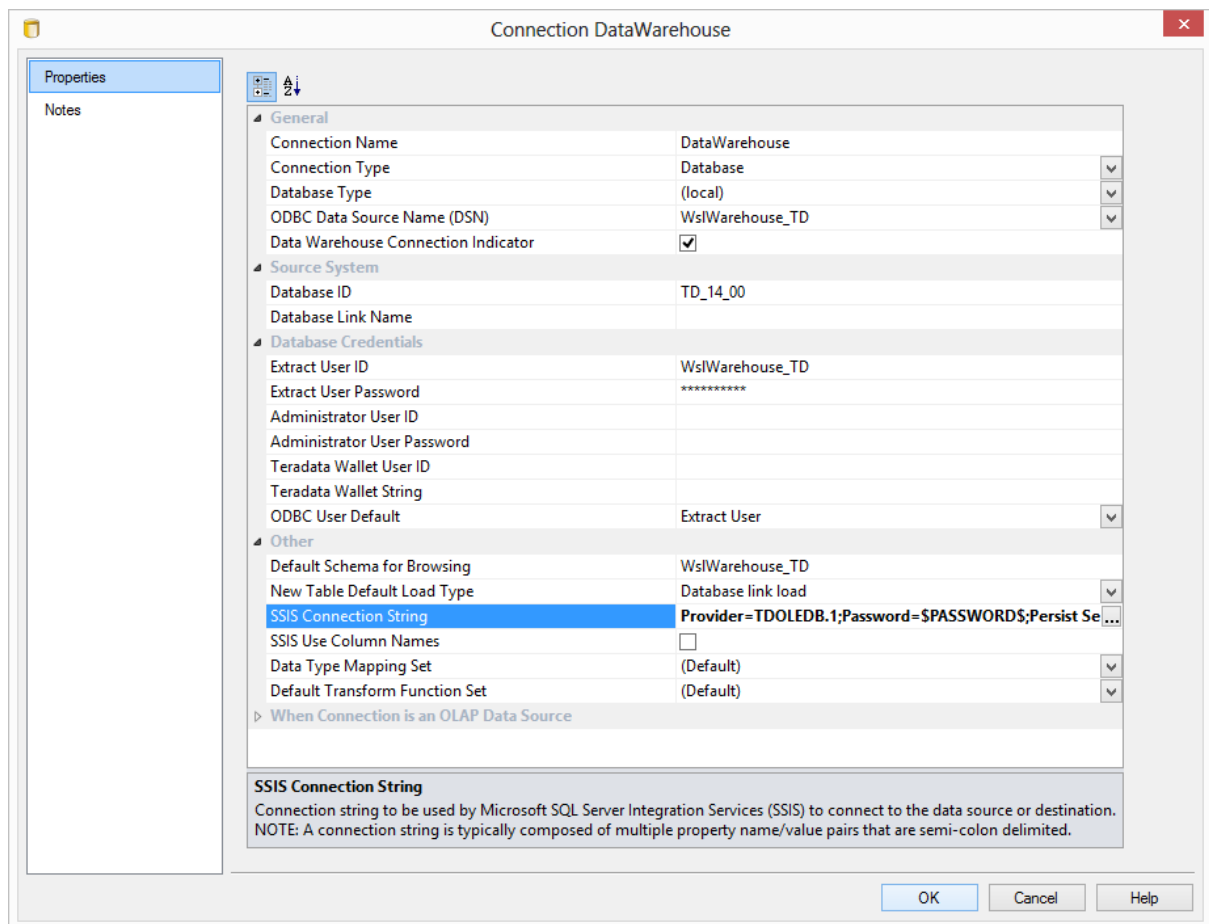 Connection DataWarehouse
Properties
Notes
General
Connection Name DataWarehouse
Connection Type Database
Database Type (local)
ODBC Data Source Name (DSN) WslWarehouse_TD
Data Warehouse Connection Indicator
Source System
Database ID TD_14_00
Database Link Name
Database Credentials
Extract User ID WslWarehouse_TD
Extract User Password **********
Administrator User ID
Administrator User Password
Teradata Wallet User ID
Teradata Wallet String
ODBC User Default Extract User
Other
Default Schema for Browsing WslWarehouse_TD
New Table Default Load Type Database link load
SSIS Connection String Provider=TDOLEDB.1;Password=$PASSWORD$;Persist Se...
SSIS Use Column Names
Data Type Mapping Set (Default)
Default Transform Function Set (Default)
When Connection is an OLAP Data Source
SSIS Connection String
Connection string to be used by Microsoft SQL Server Integration Services (SSIS) to connect to the data source or destination.
NOTE: A connection string is typically composed of multiple property name/value pairs that are semi-colon delimited.
OK Cancel Help